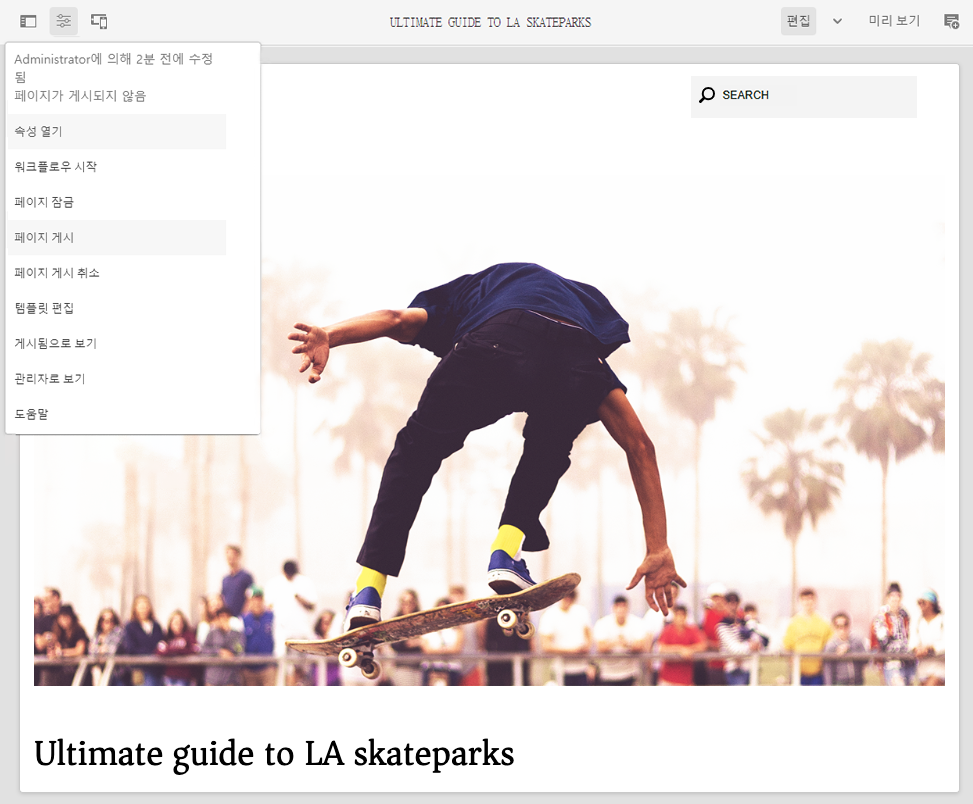 ULTIMATE GUIDE TO LA SKATEPARKS
편집
미리 보기
Administrator에 의해 2분 전에 수정
됨
페이지가 게시되지 않음
속성 열기
워크플로우 시작
페이지 잠금
페이지 게시
페이지 게시 취소
템플릿 편집
게시됨으로 보기
관리자로 보기
도움말
SEARCH
Ultimate guide to LA skateparks